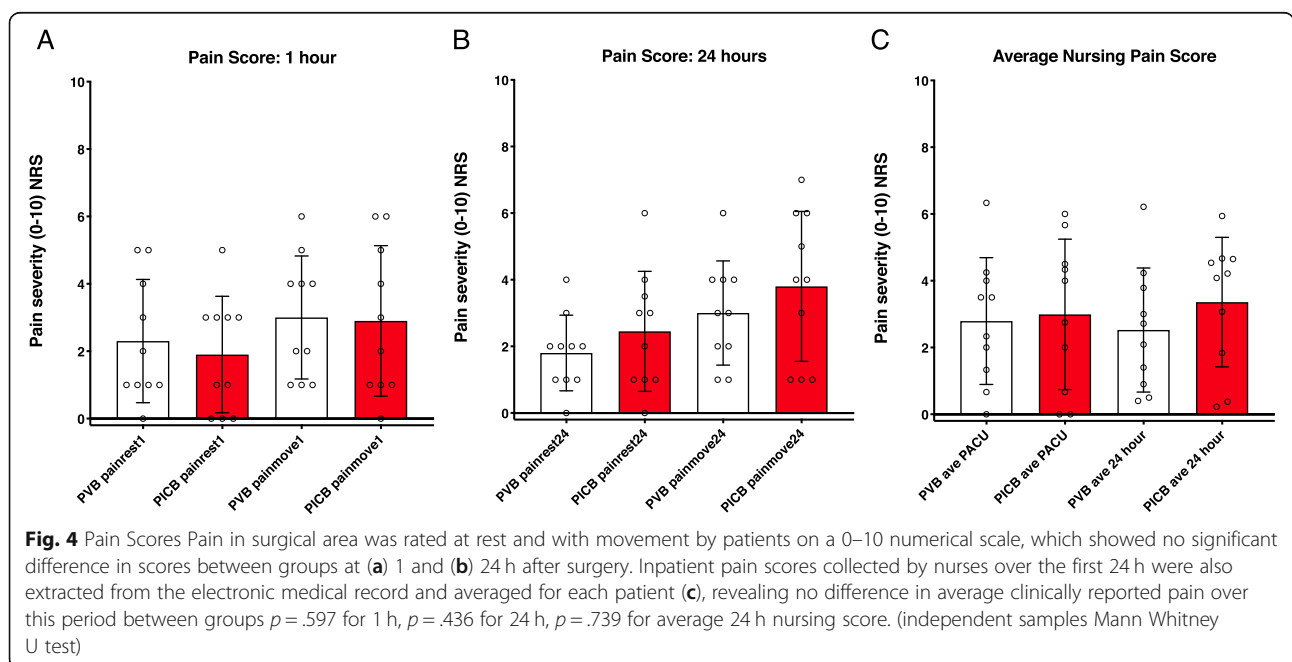 A
Pain Score: 1 hour
Pain severity (0-10) NRS
10
8
6
4
2
0
PVB painrest1
PICB painrest1
PVB painmove1
PICB painmove1
B
Pain Score: 24 hours
Pain severity (0-10) NRS
10
8
6
4
2
0
PVB painrest24
PICB painrest24
PVB painmove24
PICB painmove24
C
Average Nursing Pain Score
Pain severity (0-10) NRS
10
8
6
4
2
0
PVB ave PACU
PICB ave PACU
PVB ave 24 hour
PICB ave 24 hour
Fig. 4 Pain Scores Pain in surgical area was rated at rest and with movement by patients on a 0–10 numerical scale, which showed no significant
difference in scores between groups at (a) 1 and (b) 24 h after surgery. Inpatient pain scores collected by nurses over the first 24 h were also
extracted from the electronic medical record and averaged for each patient (c), revealing no difference in average clinically reported pain over
this period between groups p = .597 for 1 h, p = .436 for 24 h, p = .739 for average 24 h nursing score. (independent samples Mann Whitney
U test)